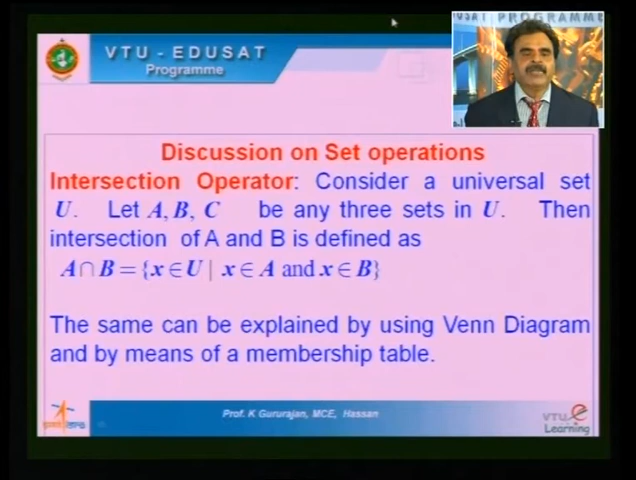 USAT PROGRAMME
VTU - EDUSAT
Programme
Discussion on Set operations
Intersection Operator: Consider a universal set
U. Let A, B, C be any three sets in U. Then
intersection of A and B is defined as
A∩B = {x∈U | x∈A and x∈B}
The same can be explained by using Venn Diagram
and by means of a membership table.
Prof. K Gururajan, MCE, Hassan
VTU e
Learning